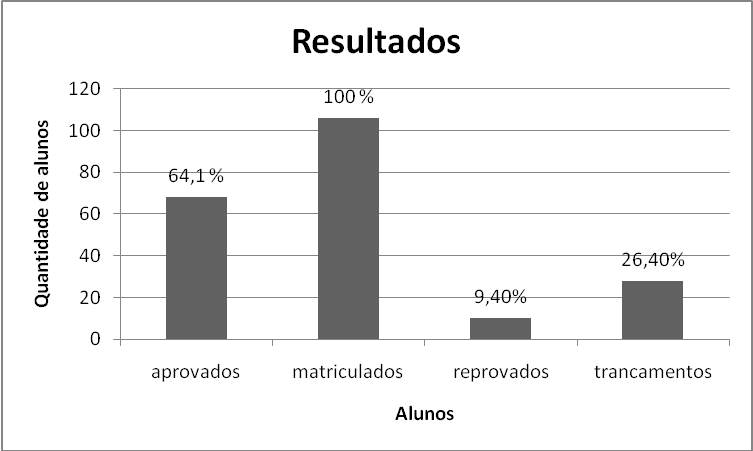 Resultados
Quantidade de alunos
120
100
80
60
40
20
0
64,1%
100%
9,40%
26,40%
aprovados
matriculados
reprovados
trancamentos
Alunos